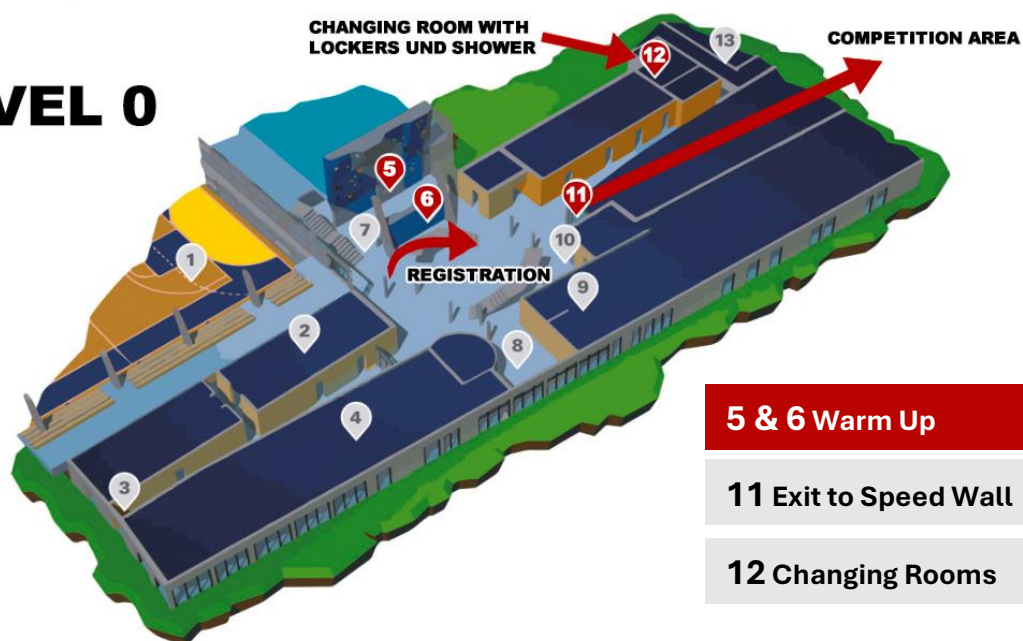 CHANGING ROOM WITH
LOCKERS UND SHOWER
COMPETITION AREA
VEL 0
13
12
5
11
6
7
10
REGISTRATION
1
9
2
8
4
3
5 & 6 Warm Up
11 Exit to Speed Wall
12 Changing Rooms